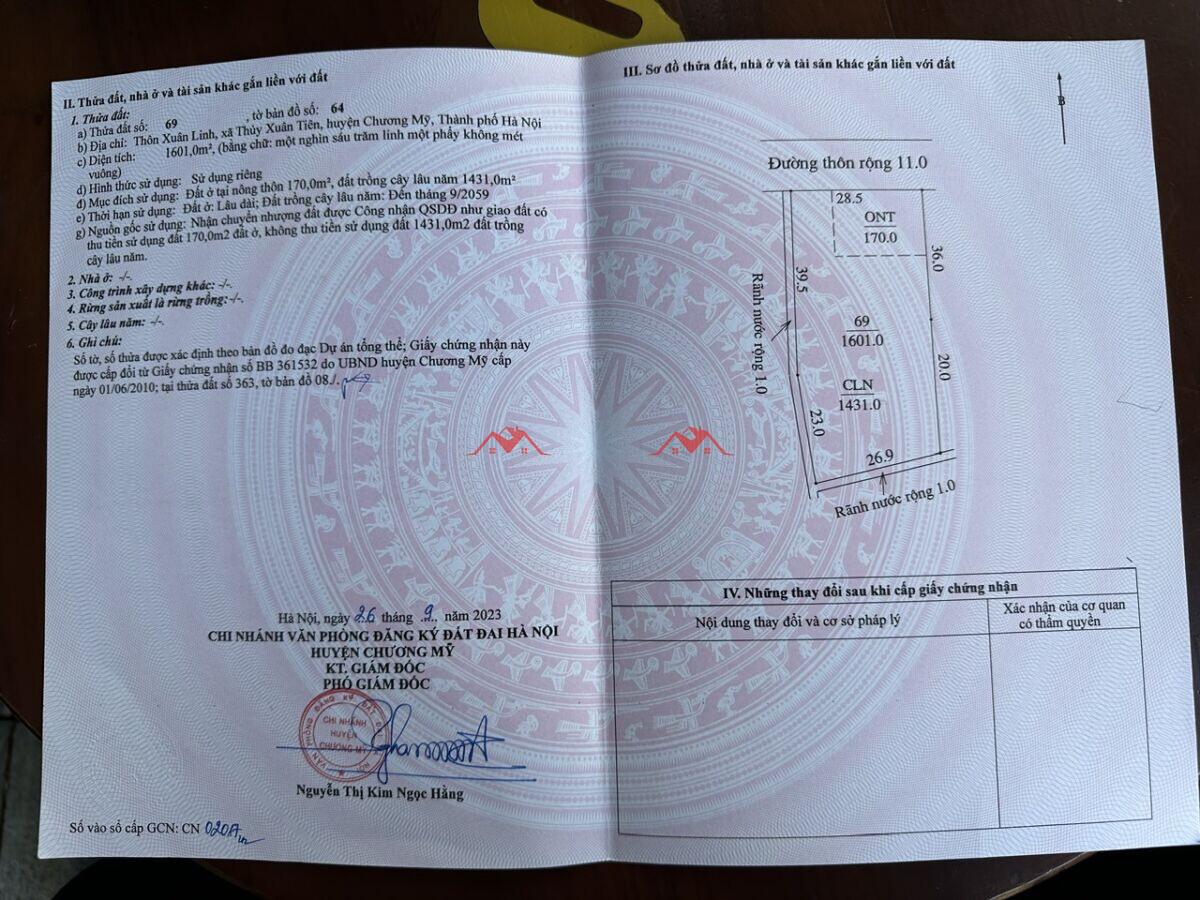 II. Thửa đất, nhà ở và tài sản khác gắn liền với đất
1. Thửa đất:
a) Thửa đất số: 69 , tờ bản đồ số: 64
b) Địa chỉ: Thôn Xuân Linh, xã Thủy Xuân Tiên, huyện Chương Mỹ, Thành phố Hà Nội
c) Diện tích: 1601.0m², (bằng chữ: một nghìn sáu trăm linh một phẩy không mét
vuông)
d) Hình thức sử dụng: Sử dụng riêng
đ) Mục đích sử dụng: Đất ở tại nông thôn 170,0m², đất trồng cây lâu năm 1431,0m²
e) Thời hạn sử dụng: Đất ở: Lâu dài; Đất trồng cây lâu năm: Đến tháng 9/2059
g) Nguồn gốc sử dụng: Nhận chuyển nhượng đất được Công nhận QSDĐ như giao đất có
thu tiền sử dụng đất 170,0m2 đất ở, không thu tiền sử dụng đất 1431,0m2 đất trồng
cây lâu năm.
2. Nhà ở: -/-.
3. Công trình xây dựng khác: -/-.
4. Rừng sản xuất là rừng trồng: -/-.
5. Cây lâu năm: -/-.
6. Ghi chú:
Số tờ, số thửa được xác định theo bản đồ đo đạc Dự án tổng thể; Giấy chứng nhận này
được cấp đổi từ Giấy chứng nhận số BB 361532 do UBND huyện Chương Mỹ cấp
ngày 01/06/2010; tại thửa đất số 363, tờ bản đồ 08./.
Hà Nội, ngày 26 tháng 9 năm 2023
CHI NHÁNH VĂN PHÒNG ĐĂNG KÝ ĐẤT ĐAI HÀ NỘI
HUYỆN CHƯƠNG MỸ
KT. GIÁM ĐỐC
PHÓ GIÁM ĐỐC
CHI NHÁNH
HUYỆN
CHƯƠNG MỸ
Nguyễn Thị Kim Ngọc Hằng
Số vào sổ cấp GCN: CN
III. Sơ đồ thửa đất, nhà ở và tài sản khác gắn liền với đất
B
Đường thôn rộng 11.0
28.5
ONT
170.0
36.0
39.5
Rãnh nước rộng 1.0
69
1601.0
20.0
CLN
1431.0
23.0
26.9
Rãnh nước rộng 1.0
IV. Những thay đổi sau khi cấp giấy chứng nhận
Nội dung thay đổi và cơ sở pháp lý
Xác nhận của cơ quan
có thẩm quyền